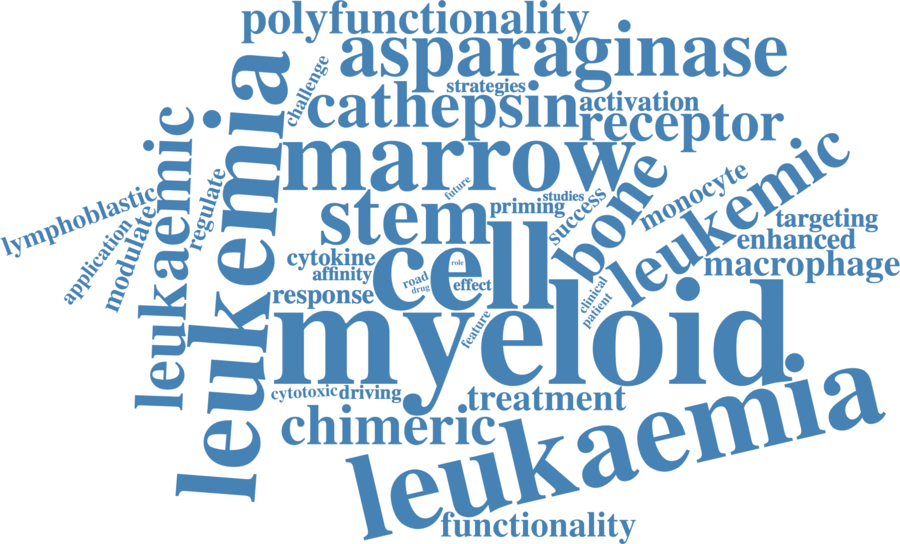 polyfunctionality
asparaginase
challenge
strategies
cathepsin
activation
receptor
leukemia
leukaemic
marrow
future
studies
bone
monocyte
leukemic
lymphoblastic
application
modulate
regulate
stem
priming
success
targeting
enhanced
macrophage
cytokine
affinity
response
cell
role
road
drug
effect
clinical
patient
feature
myeloid
cytotoxic
driving
treatment
chimeric
leukaemia
functionality